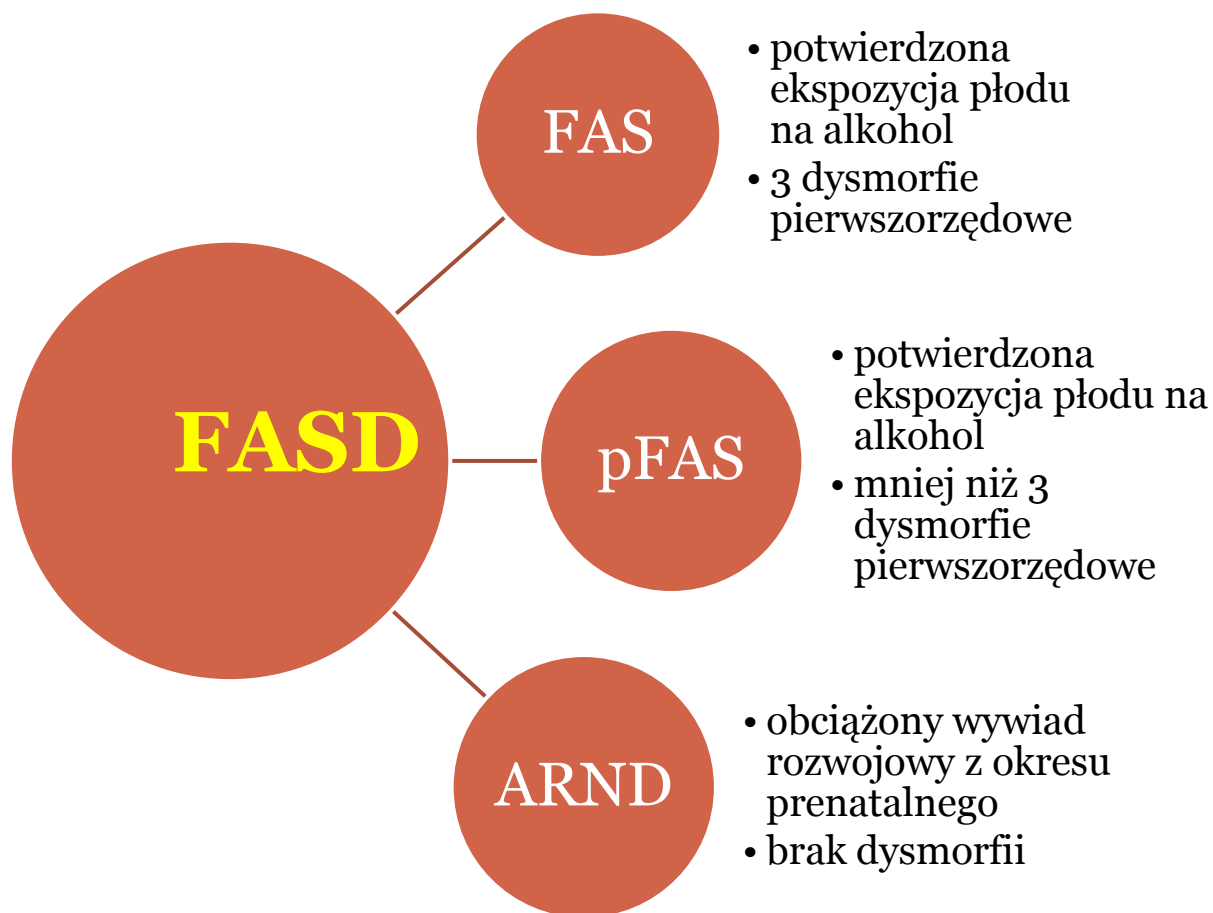 FASD
FAS
• potwierdzona
ekspozycja płodu
na alkohol
• 3 dysmorfie
pierwszorzędowe
pFAS
• potwierdzona
ekspozycja płodu na
alkohol
• mniej niż 3
dysmorfie
pierwszorzędowe
ARND
• obciążony wywiad
rozwojowy z okresu
prenatalnego
• brak dysmorfii